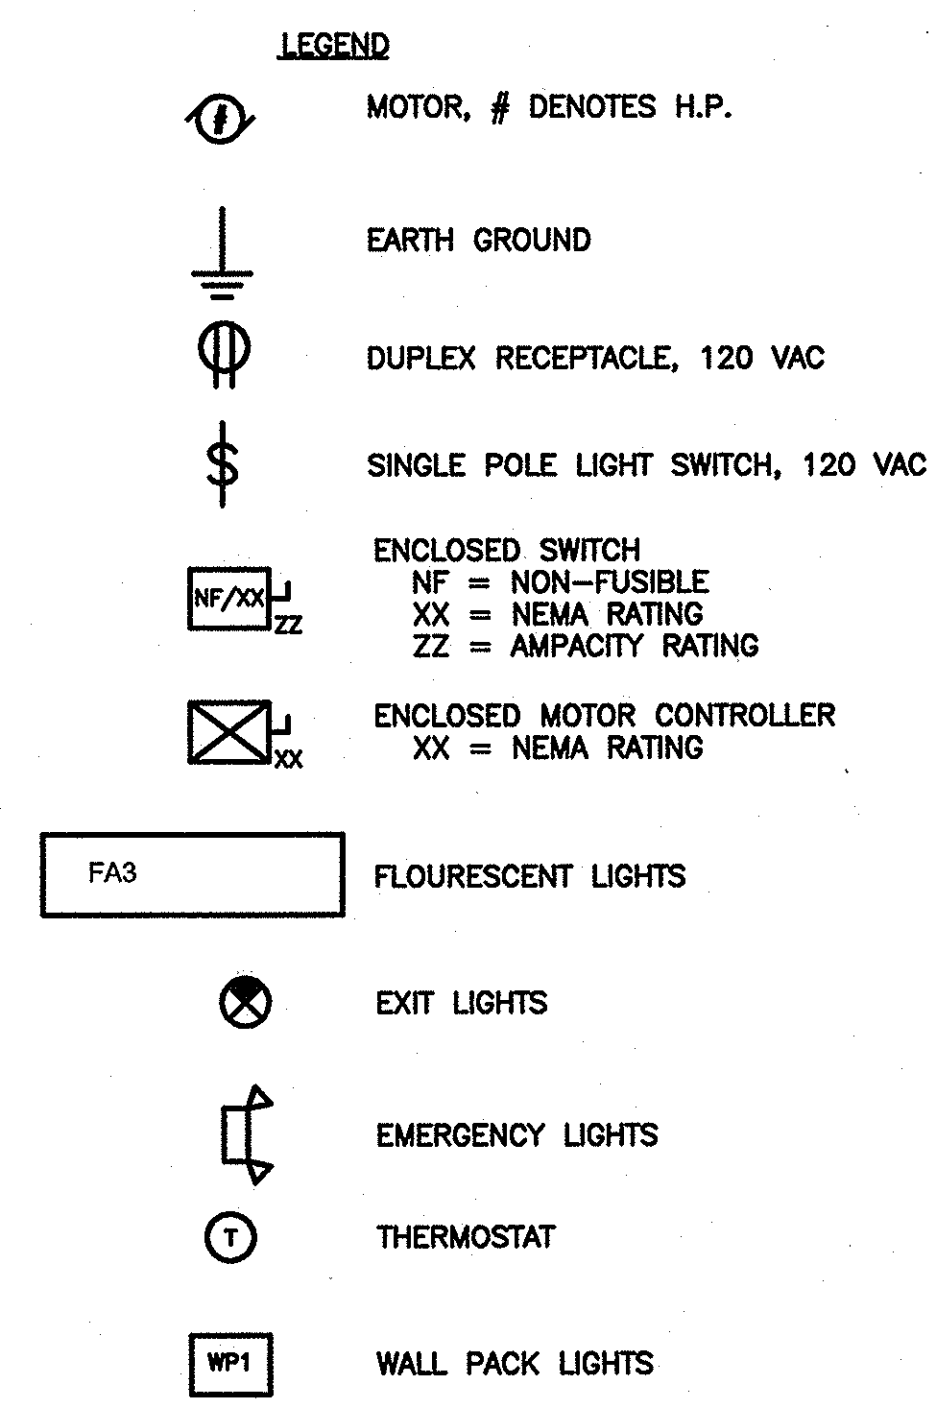 LEGEND
# MOTOR, # DENOTES H.P.
EARTH GROUND
DUPLEX RECEPTACLE, 120 VAC
$ SINGLE POLE LIGHT SWITCH, 120 VAC
ENCLOSED SWITCH
NF = NON-FUSIBLE
NF/XX XX = NEMA RATING
ZZ ZZ = AMPACITY RATING
ENCLOSED MOTOR CONTROLLER
XX XX = NEMA RATING
FA3 FLOURESCENT LIGHTS
EXIT LIGHTS
EMERGENCY LIGHTS
T THERMOSTAT
WP1 WALL PACK LIGHTS